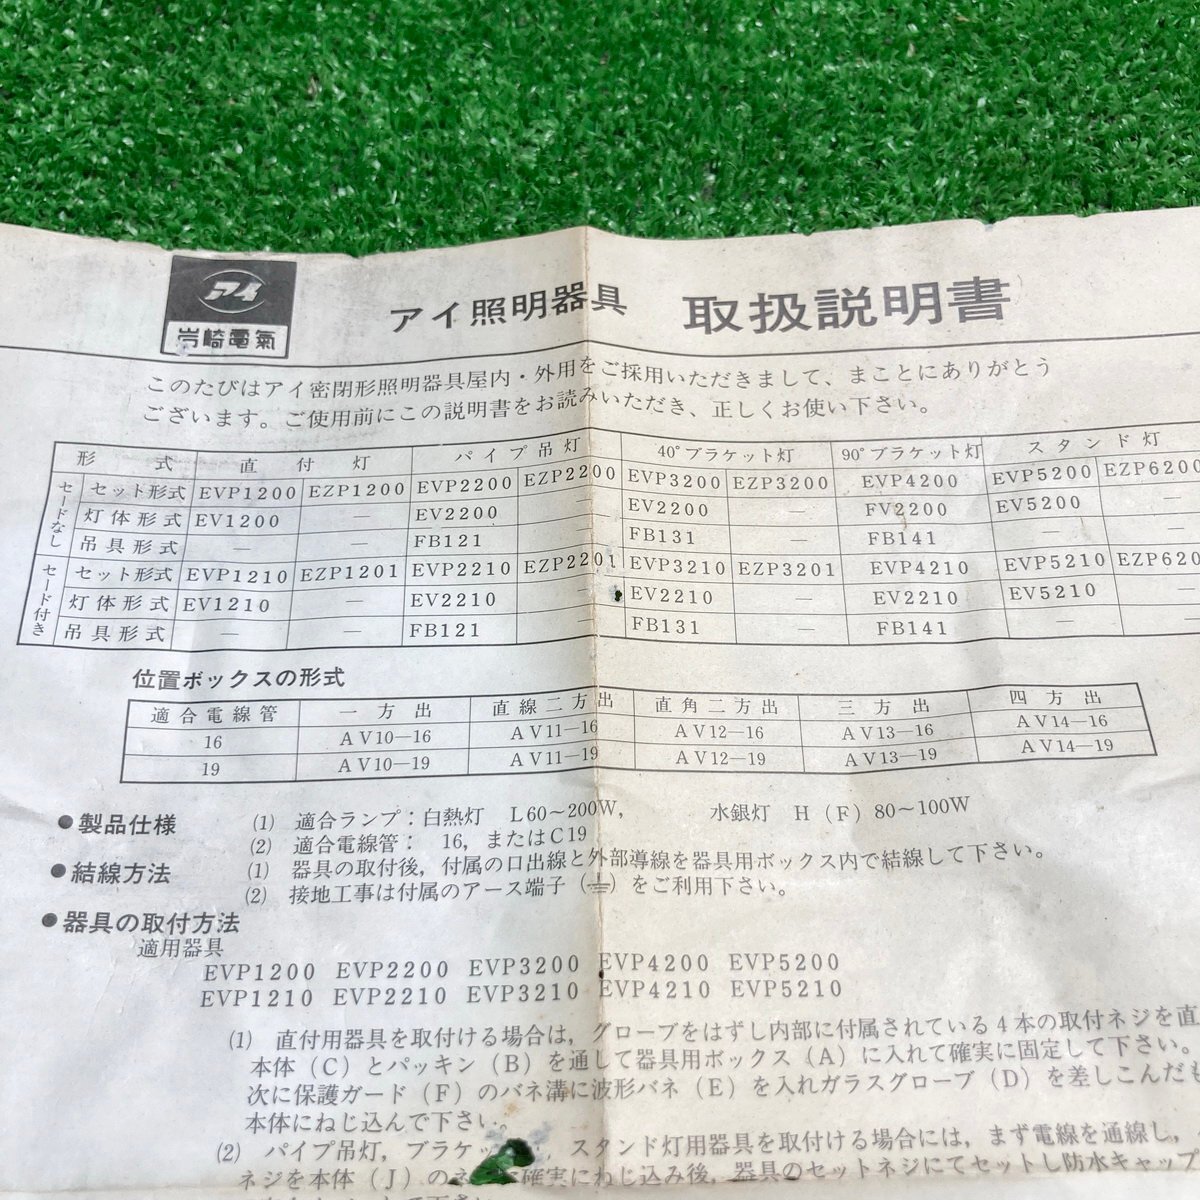 アイ
岩崎電氣
アイ照明器具 取扱説明書
このたびはアイ密閉形照明器具屋内・外用をご採用いただきまして、まことにありがとう
ございます。ご使用前にこの説明書をお読みいただき、正しくお使い下さい。
形式 直付灯 パイプ吊灯 40°ブラケット灯 90°ブラケット灯 スタンド灯
セードなし
セット形式 EVP1200 EZP1200 EVP2200 EZP2200 EVP3200 EZP3200 EVP4200 EVP5200 EZP6200
灯体形式 EV1200 — EV2200 — EV2200 — FV2200 EV5200 —
吊具形式 — — FB121 — FB131 — FB141 — —
セード付き
セット形式 EVP1210 EZP1201 EVP2210 EZP2201 EVP3210 EZP3201 EVP4210 EVP5210 EZP620
灯体形式 EV1210 — EV2210 — EV2210 — EV2210 EV5210 —
吊具形式 — — FB121 — FB131 — FB141 — —
位置ボックスの形式
適合電線管 一方出 直線二方出 直角二方出 三方出 四方出
16 AV10—16 AV11—16 AV12—16 AV13—16 AV14—16
19 AV10—19 AV11—19 AV12—19 AV13—19 AV14—19
●製品仕様 (1) 適合ランプ：白熱灯 L60～200W, 水銀灯 H(F)80～100W
(2) 適合電線管： 16, またはC19
●結線方法 (1) 器具の取付後，付属の口出線と外部導線を器具用ボックス内で結線して下さい。
(2) 接地工事は付属のアース端子（⏚）をご利用下さい。
●器具の取付方法
適用器具
EVP1200 EVP2200 EVP3200 EVP4200 EVP5200
EVP1210 EVP2210 EVP3210 EVP4210 EVP5210
(1) 直付用器具を取付ける場合は，グローブをはずし内部に付属されている4本の取付ネジを直
本体（C）とパッキン（B）を通して器具用ボックス（A）に入れて確実に固定して下さい。
次に保護ガード（F）のバネ溝に波形バネ（E）を入れガラスグローブ（D）を差しこんだも
本体にねじ込んで下さい。
(2) パイプ吊灯，ブラケッ スタンド灯用器具を取付ける場合には，まず電線を通線し，
ネジを本体（J）のネ 確実にねじ込み後，器具のセットネジにてセットし防水キャップ